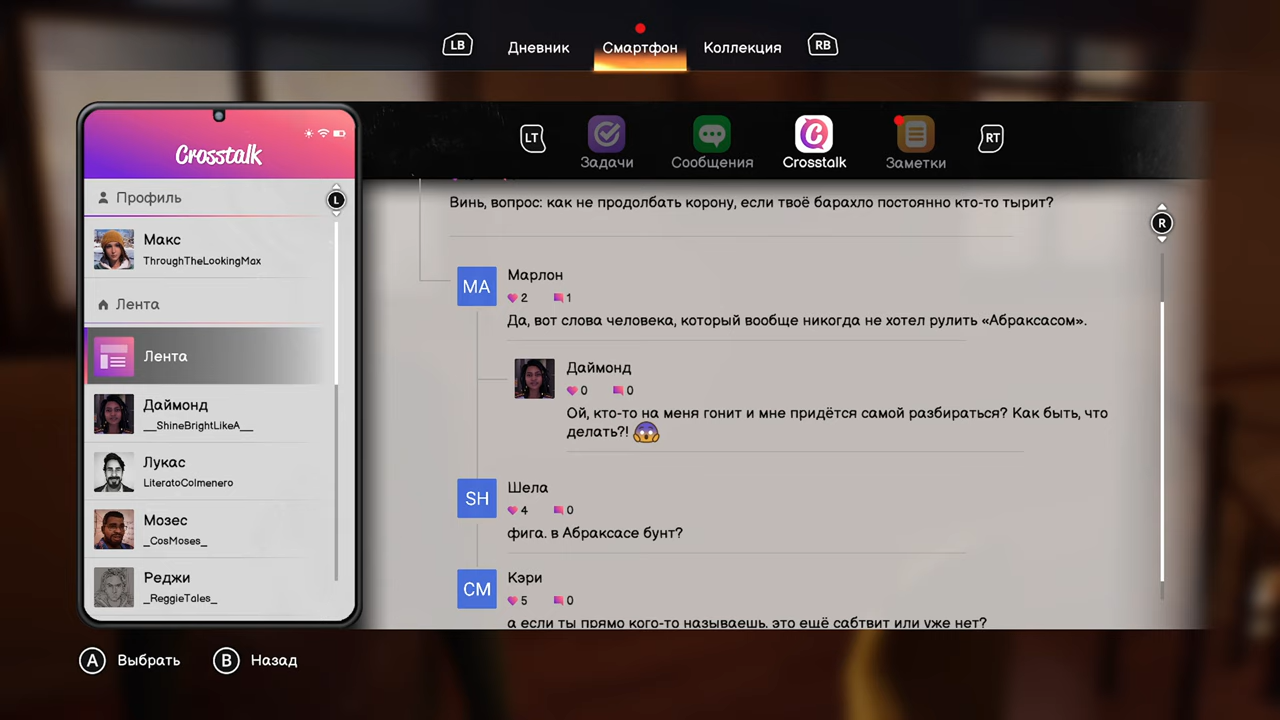 LB
Дневник
Смартфон
Коллекция
RB
Crosstalk
LT
Задачи
Сообщения
Crosstalk
Заметки
RT
Профиль
L
Макс
ThroughTheLookingMax
Лента
Лента
Даймонд
__ShineBrightLikeA__
Лукас
LiteratoColmenero
Мозес
_CosMoses_
Реджи
_ReggieTales_
Винь, вопрос: как не продолбать корону, если твоё барахло постоянно кто-то тырит?
R
MA
Марлон
2
1
Да, вот слова человека, который вообще никогда не хотел рулить «Абраксасом».
Даймонд
0
0
Ой, кто-то на меня гонит и мне придётся самой разбираться? Как быть, что
делать?! 😱
SH
Шела
4
0
фига. в Абраксасе бунт?
CM
Кэри
5
0
а если ты прямо кого-то называешь. это ещё сабтвит или уже нет?
A
Выбрать
B
Назад